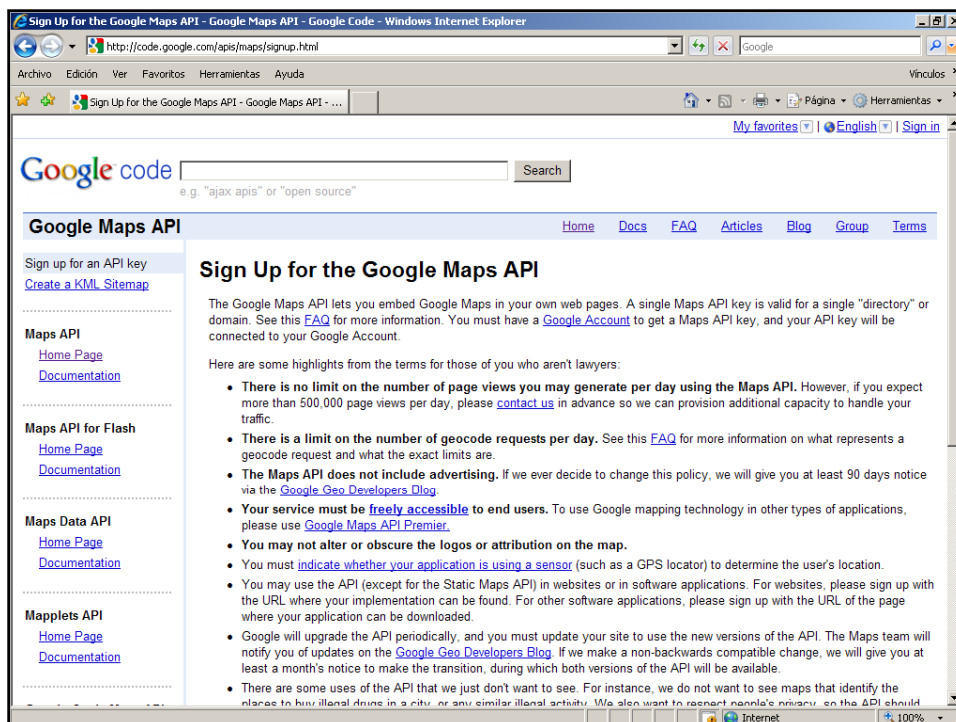 Sign Up for the Google Maps API - Google Maps API - Google Code - Windows Internet Explorer
http://code.google.com/apis/maps/signup.html
Google
Archivo Edición Ver Favoritos Herramientas Ayuda
Vínculos
Sign Up for the Google Maps API - Google Maps API - ...
Página Herramientas
My favorites | English | Sign in
Google code
Search
e.g. "ajax apis" or "open source"
Google Maps API
Home Docs FAQ Articles Blog Group Terms
Sign up for an API key
Create a KML Sitemap
Maps API
Home Page
Documentation
Maps API for Flash
Home Page
Documentation
Maps Data API
Home Page
Documentation
Mapplets API
Home Page
Documentation
Sign Up for the Google Maps API
The Google Maps API lets you embed Google Maps in your own web pages. A single Maps API key is valid for a single "directory" or
domain. See this FAQ for more information. You must have a Google Account to get a Maps API key, and your API key will be
connected to your Google Account.
Here are some highlights from the terms for those of you who aren't lawyers:
• There is no limit on the number of page views you may generate per day using the Maps API. However, if you expect
more than 500,000 page views per day, please contact us in advance so we can provision additional capacity to handle your
traffic.
• There is a limit on the number of geocode requests per day. See this FAQ for more information on what represents a
geocode request and what the exact limits are.
• The Maps API does not include advertising. If we ever decide to change this policy, we will give you at least 90 days notice
via the Google Geo Developers Blog.
• Your service must be freely accessible to end users. To use Google mapping technology in other types of applications,
please use Google Maps API Premier.
• You may not alter or obscure the logos or attribution on the map.
• You must indicate whether your application is using a sensor (such as a GPS locator) to determine the user's location.
• You may use the API (except for the Static Maps API) in websites or in software applications. For websites, please sign up with
the URL where your implementation can be found. For other software applications, please sign up with the URL of the page
where your application can be downloaded.
• Google will upgrade the API periodically, and you must update your site to use the new versions of the API. The Maps team will
notify you of updates on the Google Geo Developers Blog. If we make a non-backwards compatible change, we will give you at
least a month's notice to make the transition, during which both versions of the API will be available.
• There are some uses of the API that we just don't want to see. For instance, we do not want to see maps that identify the
places to buy illegal drugs in a city, or any similar illegal activity. We also want to respect people's privacy, so the API should
Internet
100%